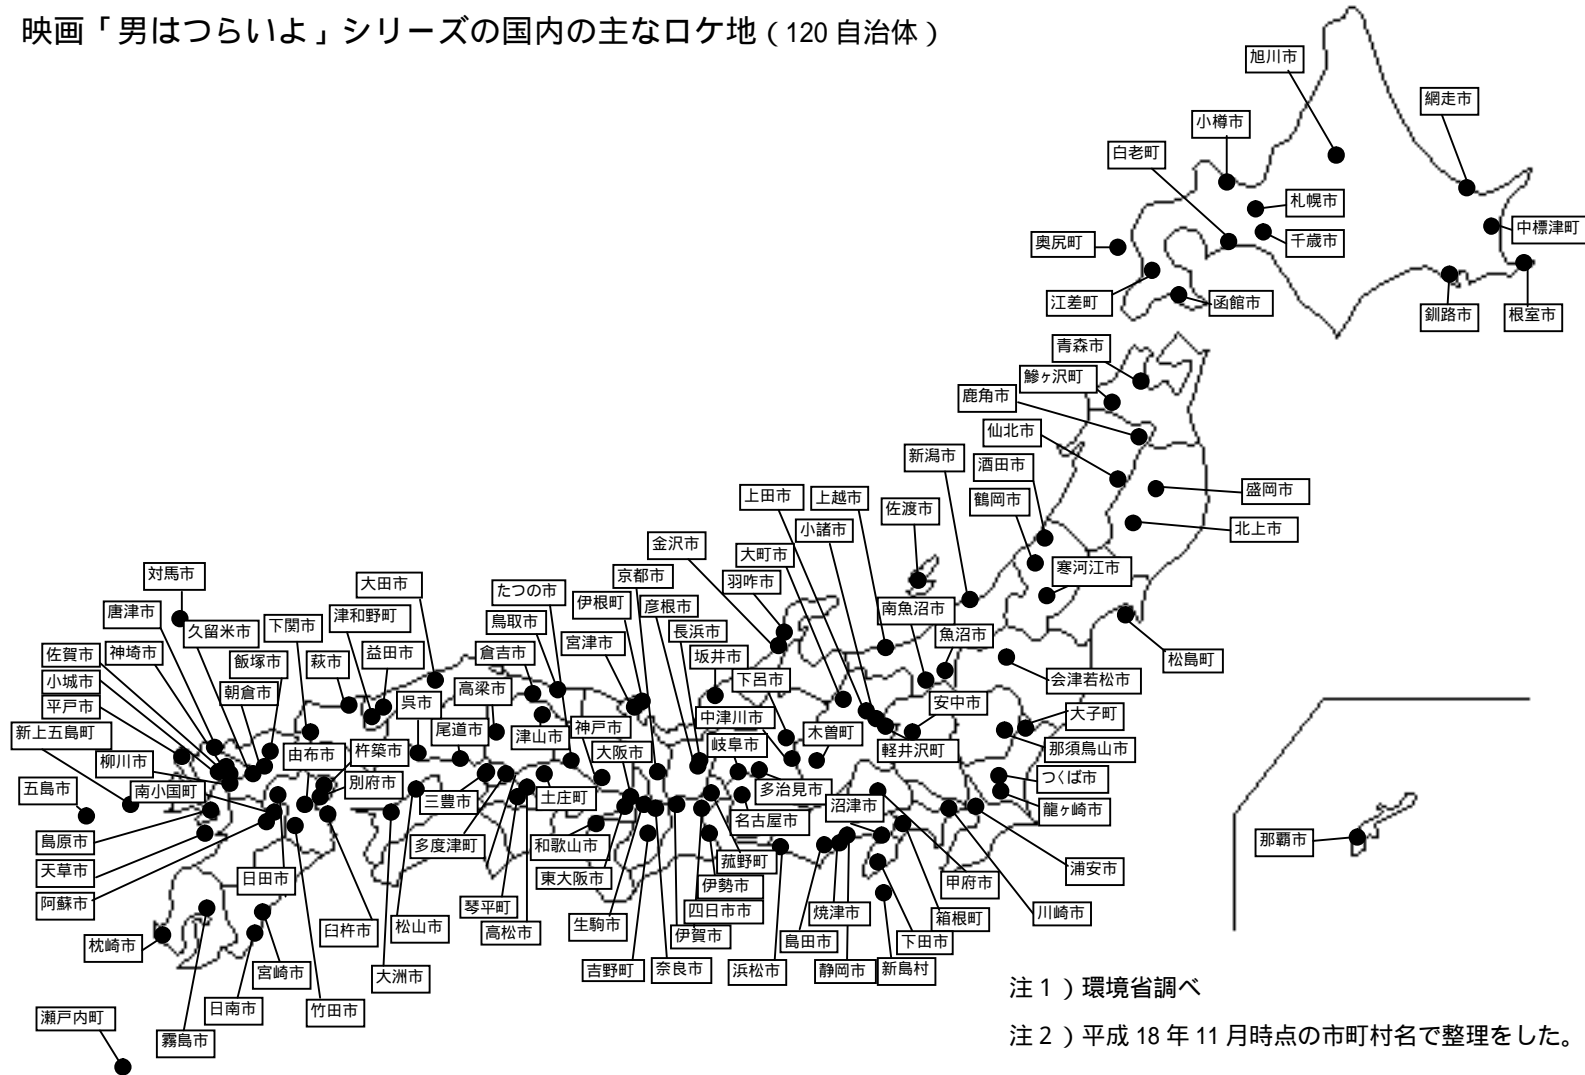 映画「男はつらいよ」シリーズの国内の主なロケ地（120自治体）
旭川市
網走市
小樽市
白老町
札幌市
中標津町
千歳市
奥尻町
江差町
函館市
釧路市
根室市
青森市
鰺ヶ沢町
鹿角市
仙北市
新潟市
酒田市
盛岡市
上田市
上越市
佐渡市
鶴岡市
小諸市
北上市
金沢市
大町市
京都市
羽咋市
寒河江市
対馬市
大田市
たつの市
伊根町
彦根市
南魚沼市
唐津市
久留米市
下関市
津和野町
鳥取市
宮津市
長浜市
魚沼市
佐賀市
神埼市
飯塚市
萩市
益田市
倉吉市
坂井市
松島町
小城市
朝倉市
高梁市
下呂市
会津若松市
平戸市
呉市
中津川市
安中市
大子町
新上五島町
尾道市
津山市
神戸市
木曽町
柳川市
由布市
杵築市
大阪市
岐阜市
軽井沢町
那須烏山市
五島市
南小国町
別府市
三豊市
土庄町
多治見市
沼津市
つくば市
龍ヶ崎市
名古屋市
島原市
多度津町
和歌山市
菰野町
那覇市
天草市
日田市
東大阪市
伊勢市
甲府市
浦安市
阿蘇市
琴平町
四日市市
焼津市
箱根町
川崎市
枕崎市
臼杵市
松山市
高松市
生駒市
伊賀市
島田市
下田市
宮崎市
大洲市
吉野町
奈良市
浜松市
静岡市
新島村
日南市
竹田市
瀬戸内町
霧島市
注1）環境省調べ
注2）平成18年11月時点の市町村名で整理をした。